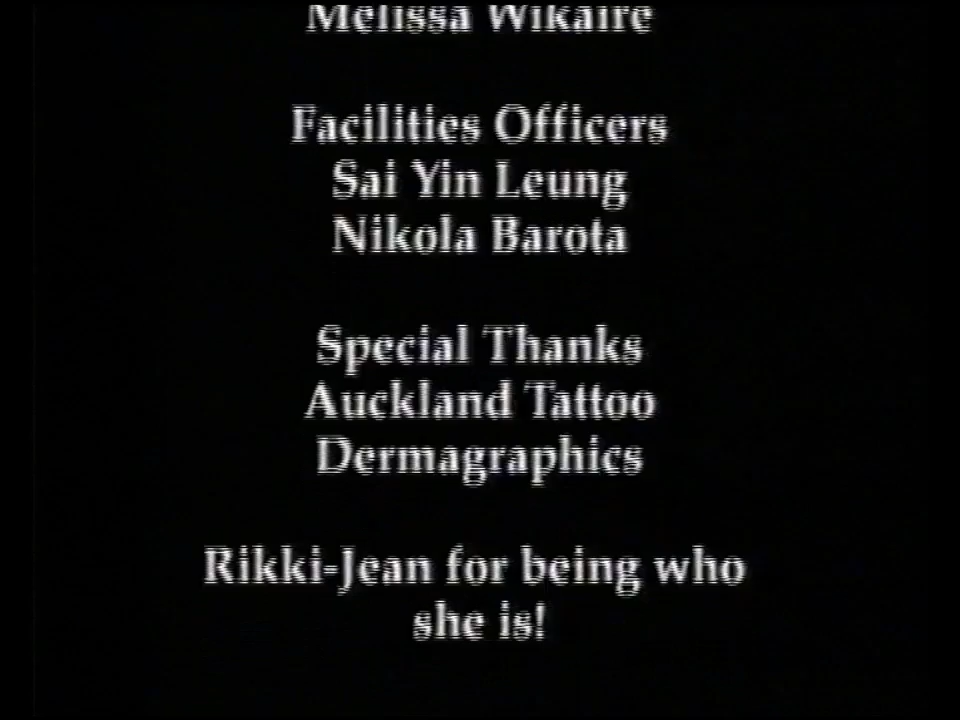 Melissa Wikaire
Facilities Officers
Sai Yin Leung
Nikola Barota
Special Thanks
Auckland Tattoo
Dermagraphics
Rikki-Jean for being who
she is!